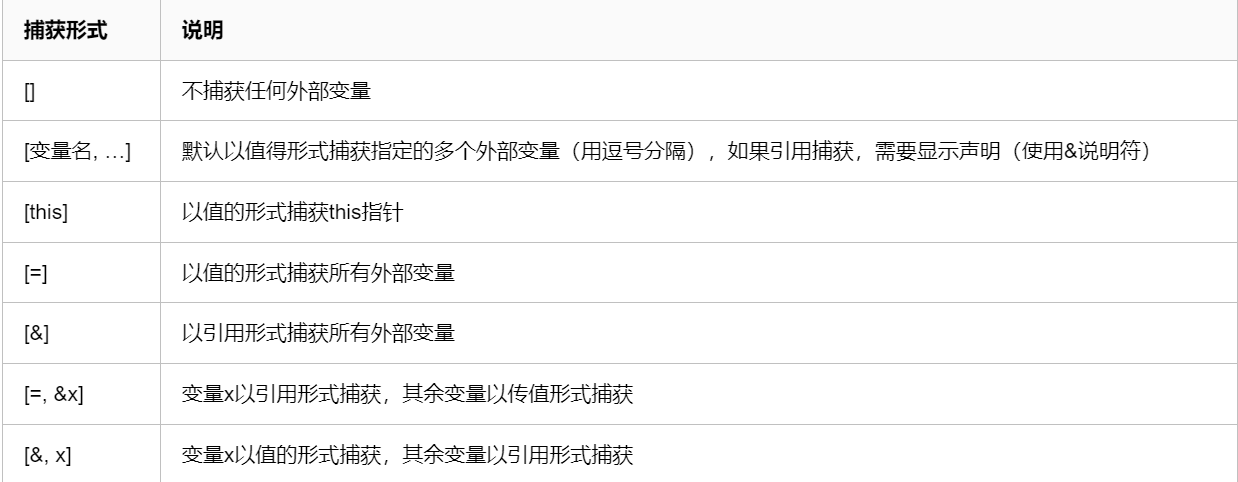 捕获形式 说明
[] 不捕获任何外部变量
[变量名, …] 默认以值得形式捕获指定的多个外部变量（用逗号分隔），如果引用捕获，需要显示声明（使用&说明符）
[this] 以值的形式捕获this指针
[=] 以值的形式捕获所有外部变量
[&] 以引用形式捕获所有外部变量
[=, &x] 变量x以引用形式捕获，其余变量以传值形式捕获
[&, x] 变量x以值的形式捕获，其余变量以引用形式捕获